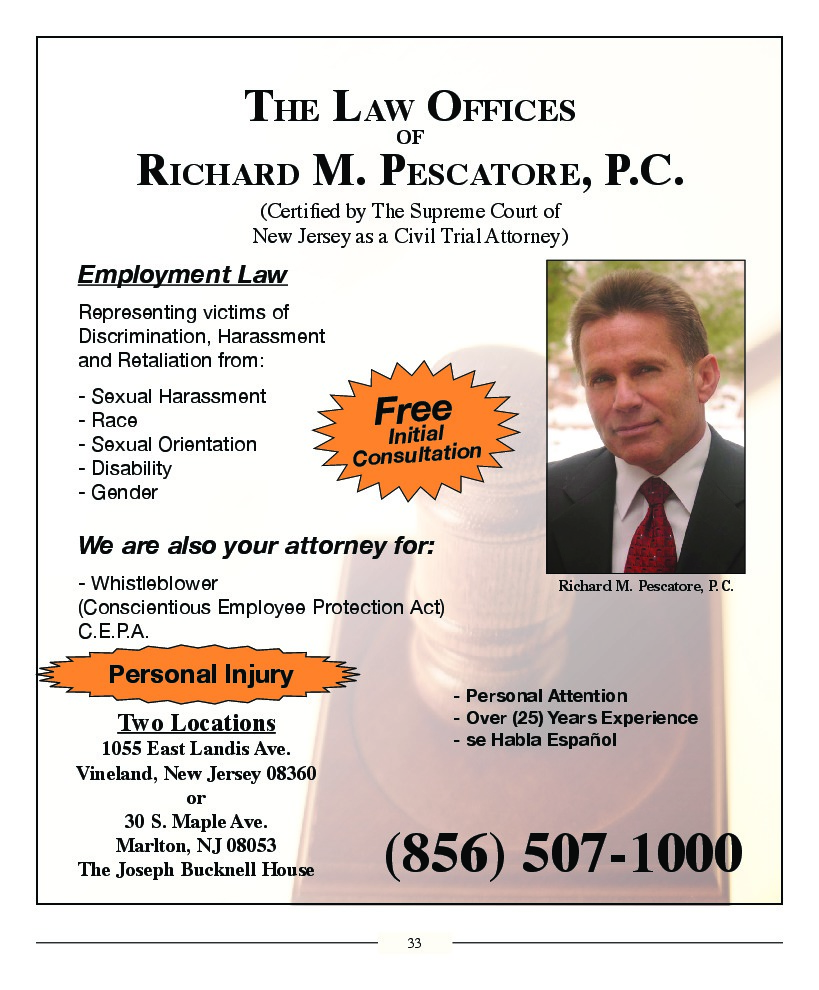 The Law Offices
of
Richard M. Pescatore, P.C.
(Certified by The Supreme Court of
New Jersey as a Civil Trial Attorney)
Employment Law
Representing victims of
Discrimination, Harassment
and Retaliation from:
- Sexual Harassment
- Race
- Sexual Orientation
- Disability
- Gender
Free
Initial
Consultation
Richard M. Pescatore, P.C.
We are also your attorney for:
- Whistleblower
(Conscientious Employee Protection Act)
C.E.P.A.
Personal Injury
- Personal Attention
- Over (25) Years Experience
- se Habla Español
Two Locations
1055 East Landis Ave.
Vineland, New Jersey 08360
or
30 S. Maple Ave.
Marlton, NJ 08053
The Joseph Bucknell House
(856) 507-1000
33